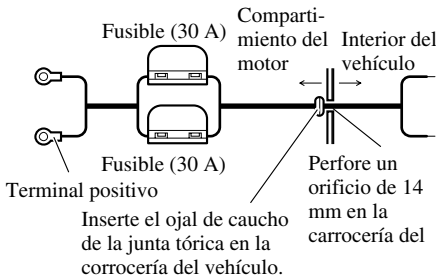 Fusible (30 A)
Comparti-
miento del
motor
Interior del
vehículo
Fusible (30 A)
Terminal positivo
Perfore un
orificio de 14
mm en la
carrocería del
Inserte el ojal de caucho
de la junta tórica en la
corrocería del vehículo.